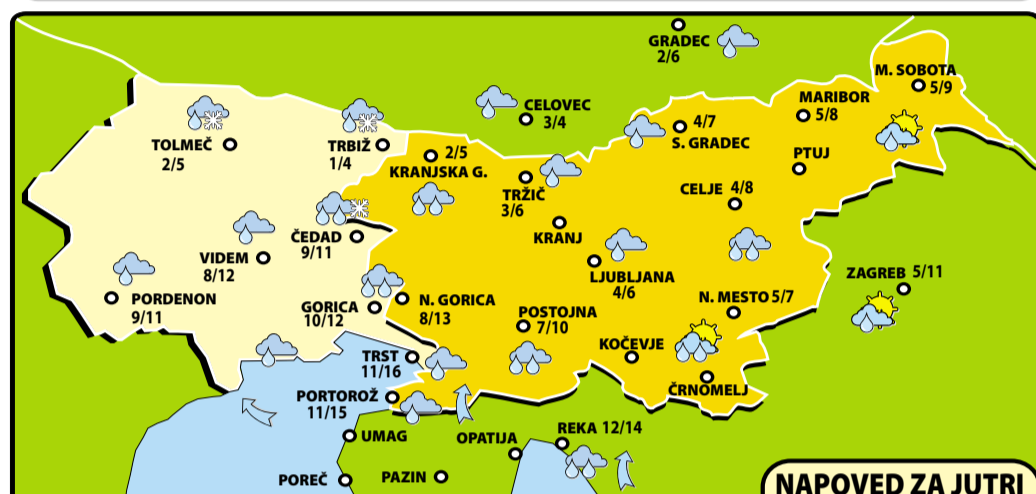 GRADEC
2/6
M. SOBOTA
5/9
CELOVEC
3/4
MARIBOR
5/8
4/7
S. GRADEC
TOLMEČ
2/5
TRBIŽ
1/4
2/5
KRANJSKA G.
PTUJ
TRŽIČ
3/6
CELJE 4/8
KRANJ
ČEDAD
9/11
VIDEM
8/12
LJUBLJANA
4/6
ZAGREB 5/11
PORDENON
9/11
GORICA
10/12
N. GORICA
8/13
N. MESTO 5/7
POSTOJNA
7/10
KOČEVJE
TRST
11/16
ČRNOMELJ
PORTOROŽ
11/15
REKA 12/14
UMAG
OPATIJA
POREČ
PAZIN
NAPOVED ZA JUTRI